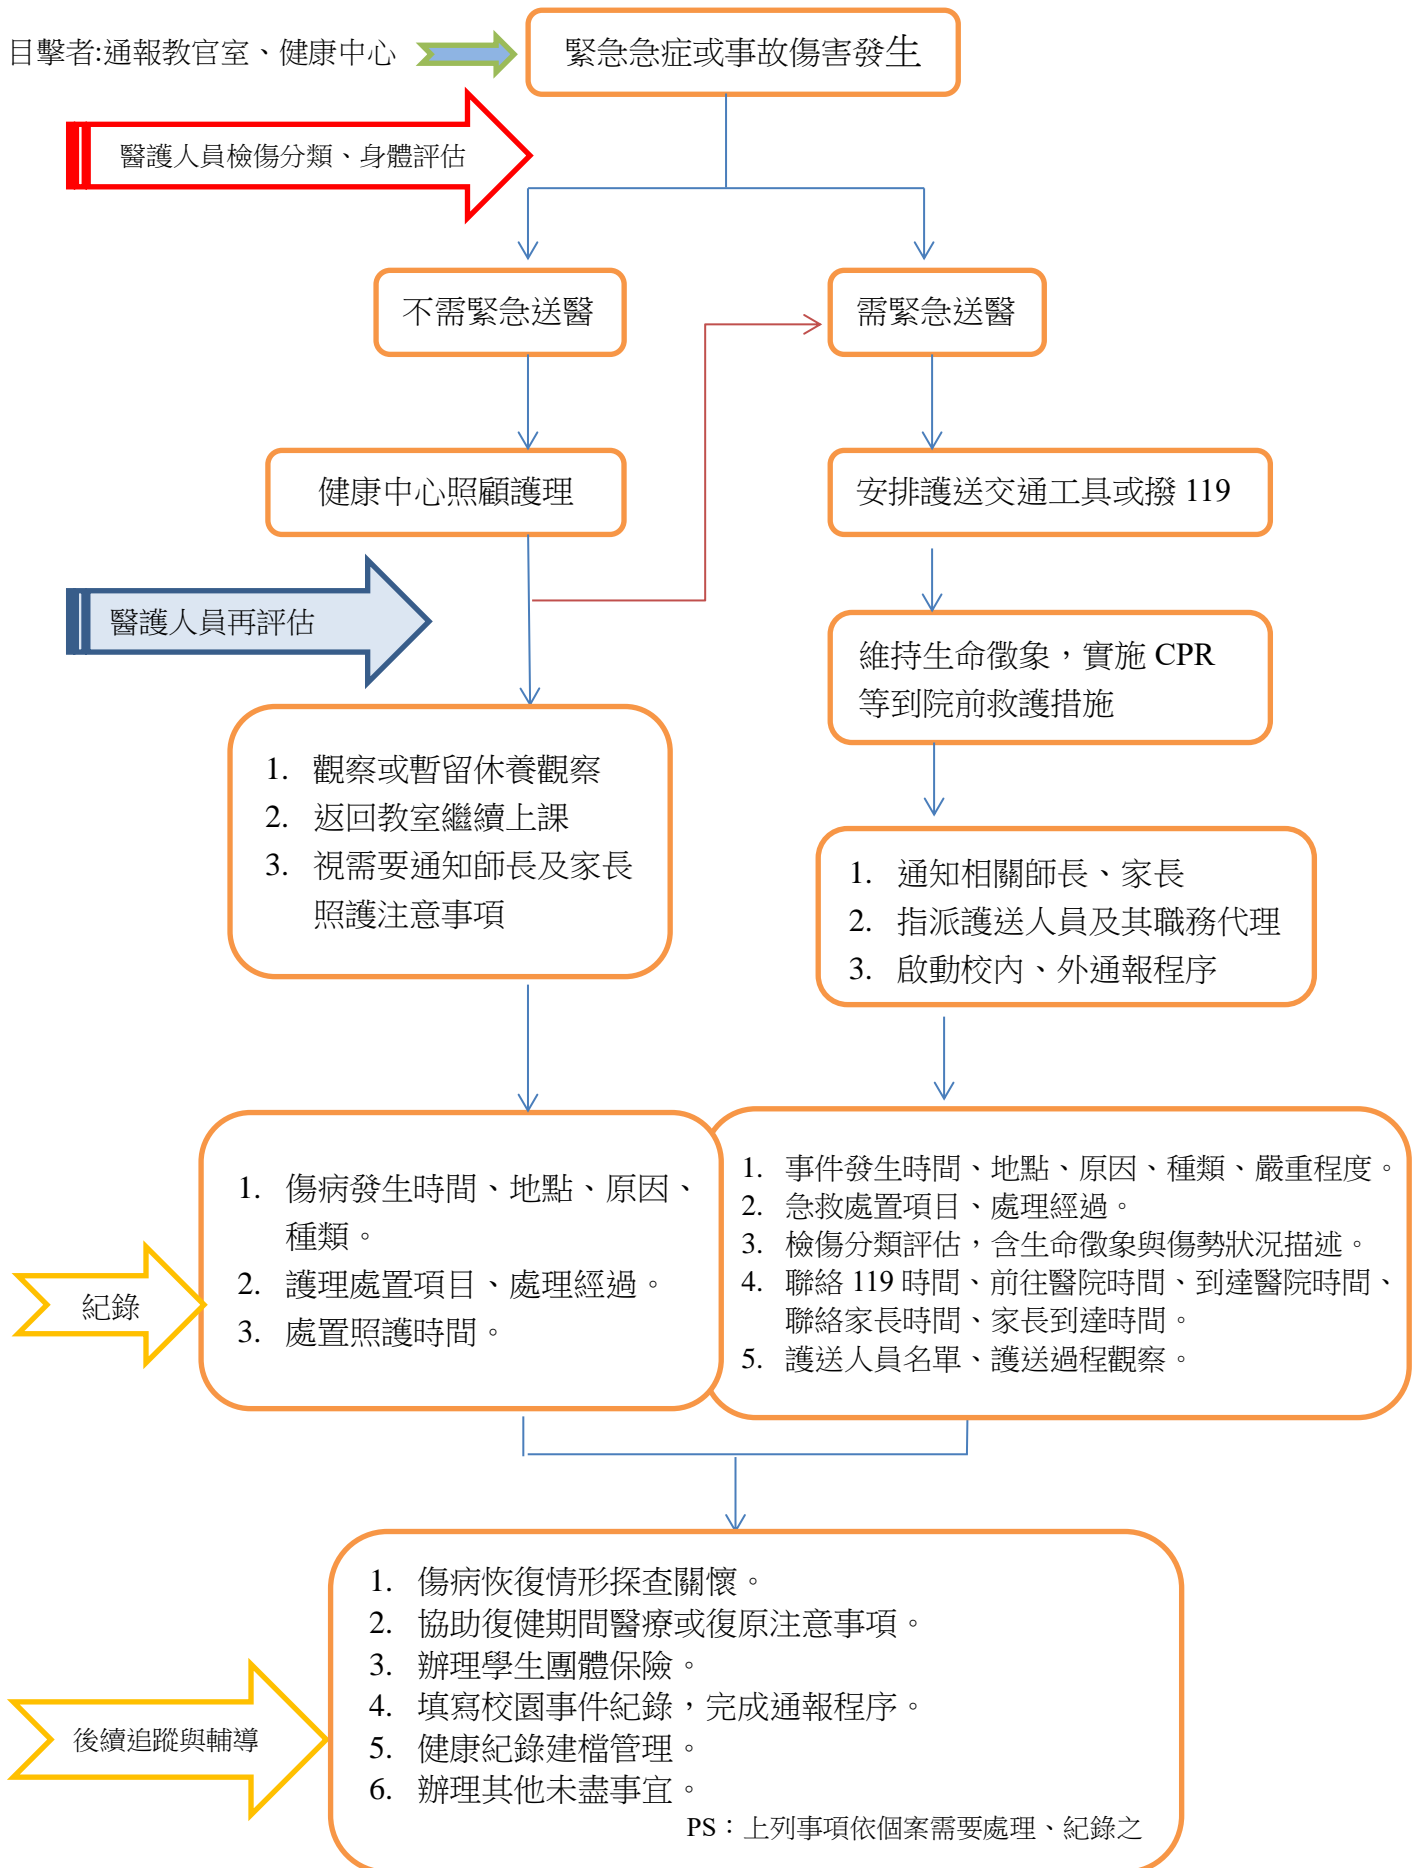 目擊者:通報教官室、健康中心
緊急急症或事故傷害發生
醫護人員檢傷分類、身體評估
不需緊急送醫
需緊急送醫
健康中心照顧護理
安排護送交通工具或撥 119
醫護人員再評估
維持生命徵象，實施 CPR
等到院前救護措施
1. 觀察或暫留休養觀察
2. 返回教室繼續上課
3. 視需要通知師長及家長
照護注意事項
1. 通知相關師長、家長
2. 指派護送人員及其職務代理
3. 啟動校內、外通報程序
紀錄
1. 傷病發生時間、地點、原因、
種類。
2. 護理處置項目、處理經過。
3. 處置照護時間。
1. 事件發生時間、地點、原因、種類、嚴重程度。
2. 急救處置項目、處理經過。
3. 檢傷分類評估，含生命徵象與傷勢狀況描述。
4. 聯絡 119 時間、前往醫院時間、到達醫院時間、
聯絡家長時間、家長到達時間。
5. 護送人員名單、護送過程觀察。
後續追蹤與輔導
1. 傷病恢復情形探查關懷。
2. 協助復健期間醫療或復原注意事項。
3. 辦理學生團體保險。
4. 填寫校園事件紀錄，完成通報程序。
5. 健康紀錄建檔管理。
6. 辦理其他未盡事宜。
PS：上列事項依個案需要處理、紀錄之